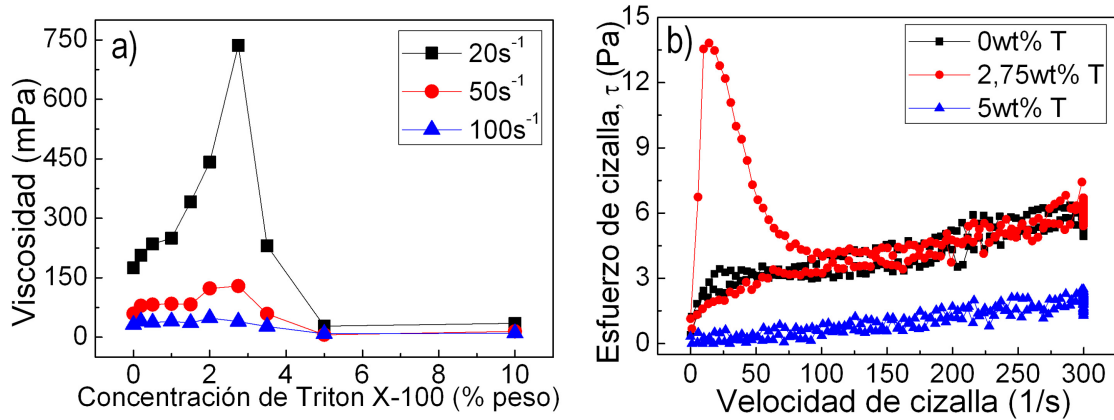 a)
20s⁻¹
50s⁻¹
100s⁻¹
Viscosidad (mPa)
750
600
450
300
150
0
0 2 4 6 8 10
Concentración de Triton X-100 (% peso)
b)
0wt% T
2,75wt% T
5wt% T
Esfuerzo de cizalla, τ (Pa)
15
12
9
6
3
0
0 50 100 150 200 250 300
Velocidad de cizalla (1/s)